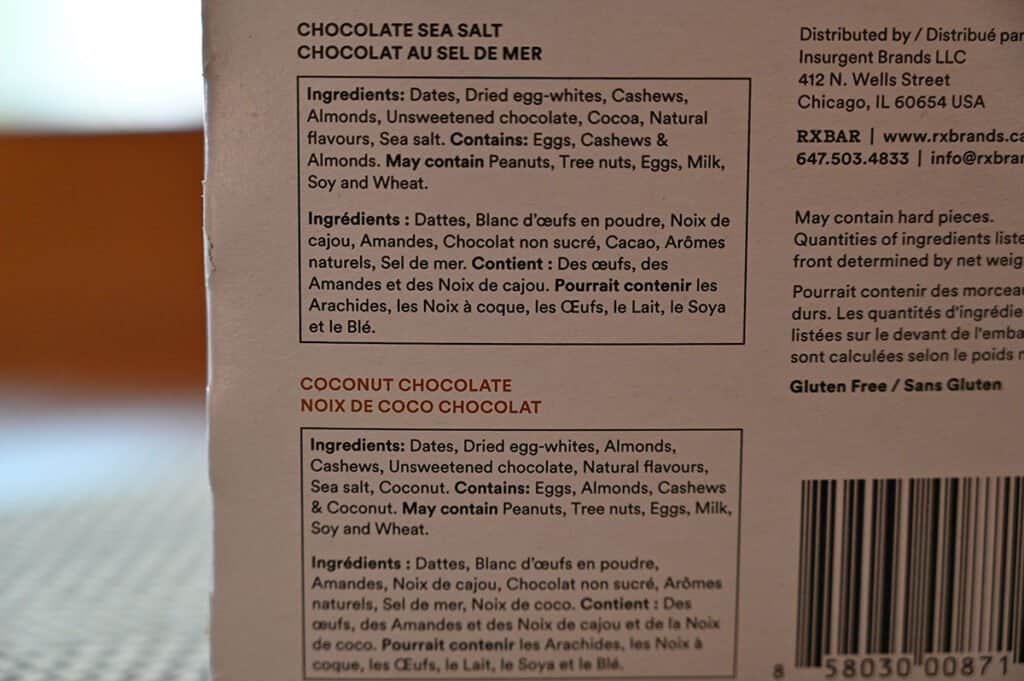 CHOCOLATE SEA SALT
CHOCOLAT AU SEL DE MER
Ingredients: Dates, Dried egg-whites, Cashews,
Almonds, Unsweetened chocolate, Cocoa, Natural
flavours, Sea salt. Contains: Eggs, Cashews &
Almonds. May contain Peanuts, Tree nuts, Eggs, Milk,
Soy and Wheat.
Ingrédients : Dattes, Blanc d'œufs en poudre, Noix de
cajou, Amandes, Chocolat non sucré, Cacao, Arômes
naturels, Sel de mer. Contient : Des œufs, des
Amandes et des Noix de cajou. Pourrait contenir les
Arachides, les Noix à coque, les Œufs, le Lait, le Soya
et le Blé.
COCONUT CHOCOLATE
NOIX DE COCO CHOCOLAT
Ingredients: Dates, Dried egg-whites, Almonds,
Cashews, Unsweetened chocolate, Natural flavours,
Sea salt, Coconut. Contains: Eggs, Almonds, Cashews
& Coconut. May contain Peanuts, Tree nuts, Eggs, Milk,
Soy and Wheat.
Ingrédients : Dattes, Blanc d'œufs en poudre,
Amandes, Noix de cajou, Chocolat non sucré, Arômes
naturels, Sel de mer, Noix de coco. Contient : Des
œufs, des Amandes et des Noix de cajou et de la Noix
de coco. Pourrait contenir les Arachides, les Noix à
coque, les Œufs, le Lait, le Soya et le Blé.
Distributed by / Distribué par
Insurgent Brands LLC
412 N. Wells Street
Chicago, IL 60654 USA
RXBAR | www.rxbrands.ca
647.503.4833 | info@rxbran
May contain hard pieces.
Quantities of ingredients liste
front determined by net weig
Pourrait contenir des morcea
durs. Les quantités d'ingrédie
listées sur le devant de l'emba
sont calculées selon le poids n
Gluten Free / Sans Gluten
8 58030 00871